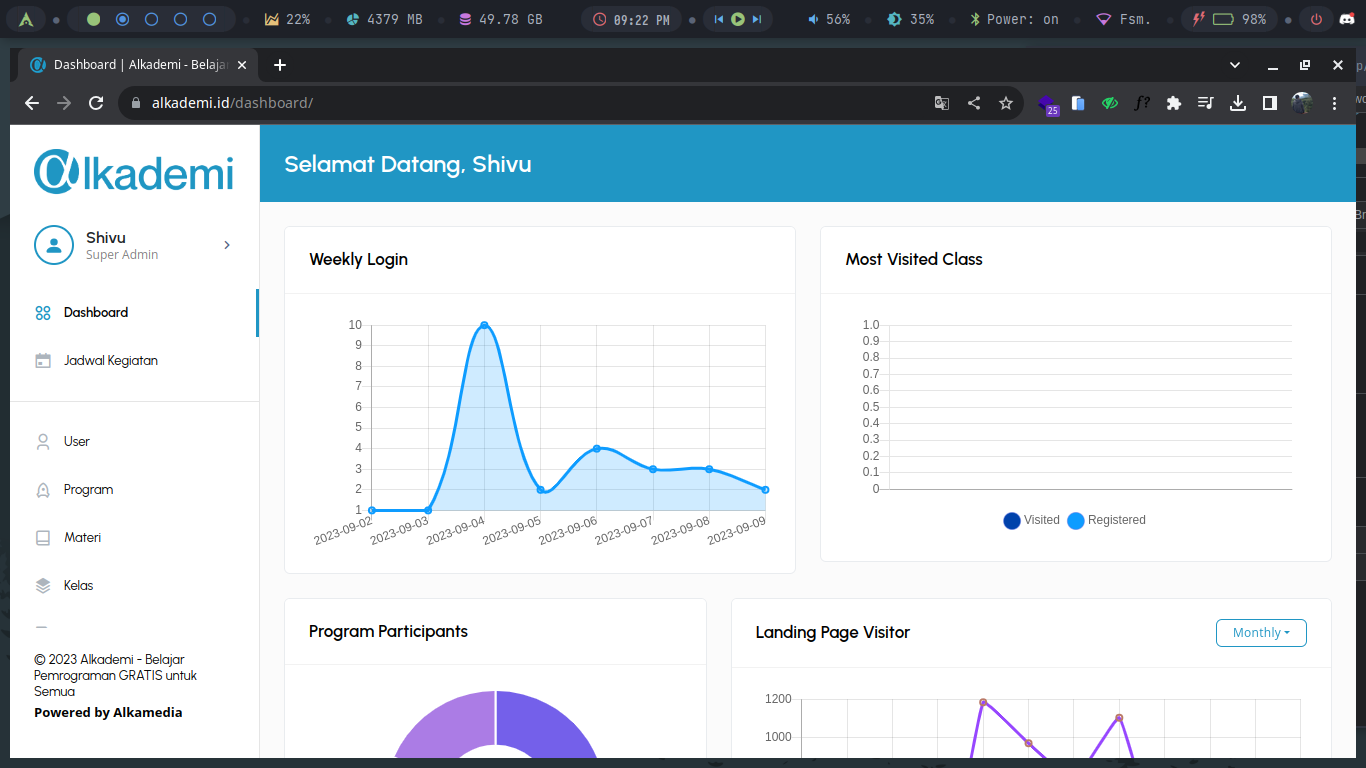 22%
4379 MB
49.78 GB
09:22 PM
56%
35%
Power: on
Fsm.
98%
Dashboard | Alkademi - Belaja
alkademi.id/dashboard/
25
f?
Alkademi
Shivu
Super Admin
Dashboard
Jadwal Kegiatan
User
Program
Materi
Kelas
© 2023 Alkademi - Belajar
Pemrograman GRATIS untuk
Semua
Powered by Alkamedia
Selamat Datang, Shivu
Weekly Login
10
9
8
7
6
5
4
3
2
1
2023-09-02
2023-09-03
2023-09-04
2023-09-05
2023-09-06
2023-09-07
2023-09-08
2023-09-09
Most Visited Class
1.0
0.9
0.8
0.7
0.6
0.5
0.4
0.3
0.2
0.1
0
Visited
Registered
Program Participants
Landing Page Visitor
Monthly
1200
1000